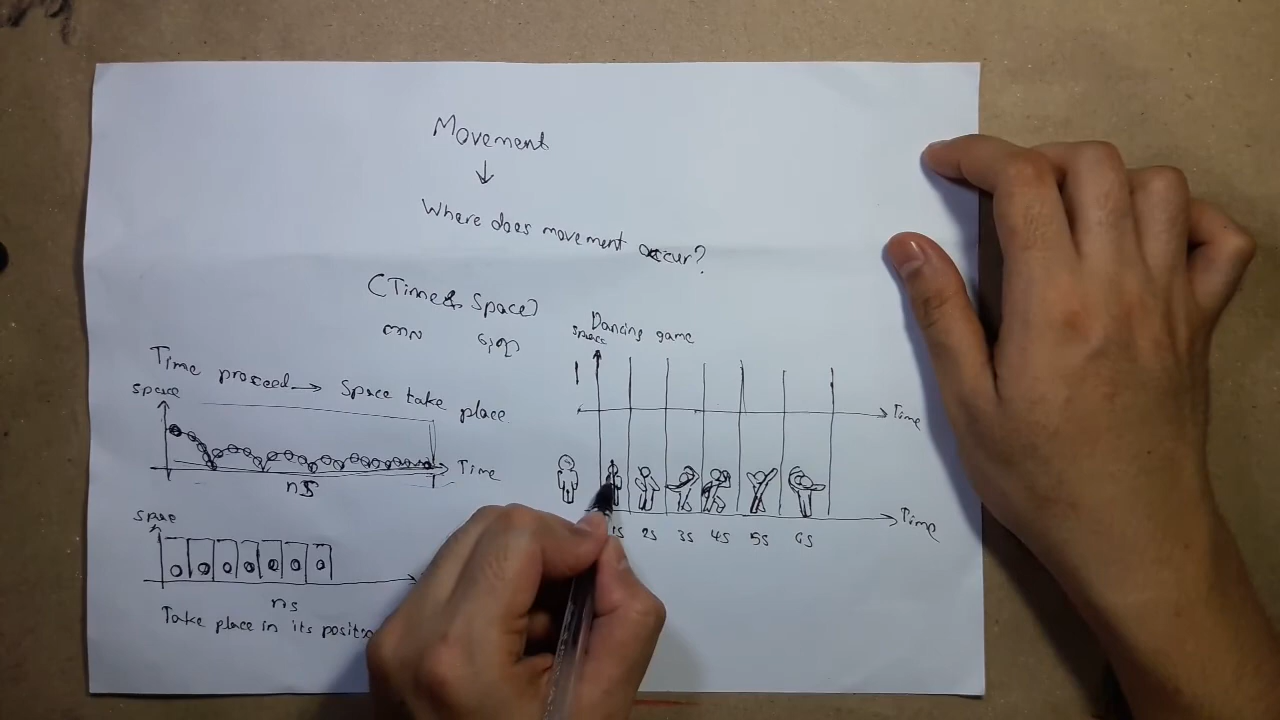 Movement
↓
Where does movement occur?
(Time & Space)
Time proceed → Space take place.
space
Time
ns
Space
ns
Take place in its position
Dancing game
space
Time
Time
1s 2s 3s 4s 5s 6s